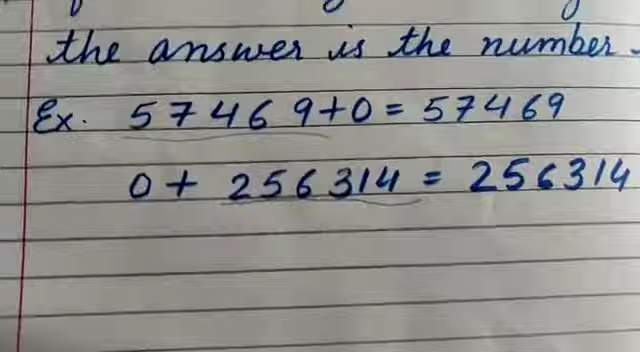 the answer is the number.
Ex. 57469+0=57469
0+ 256314 = 256314